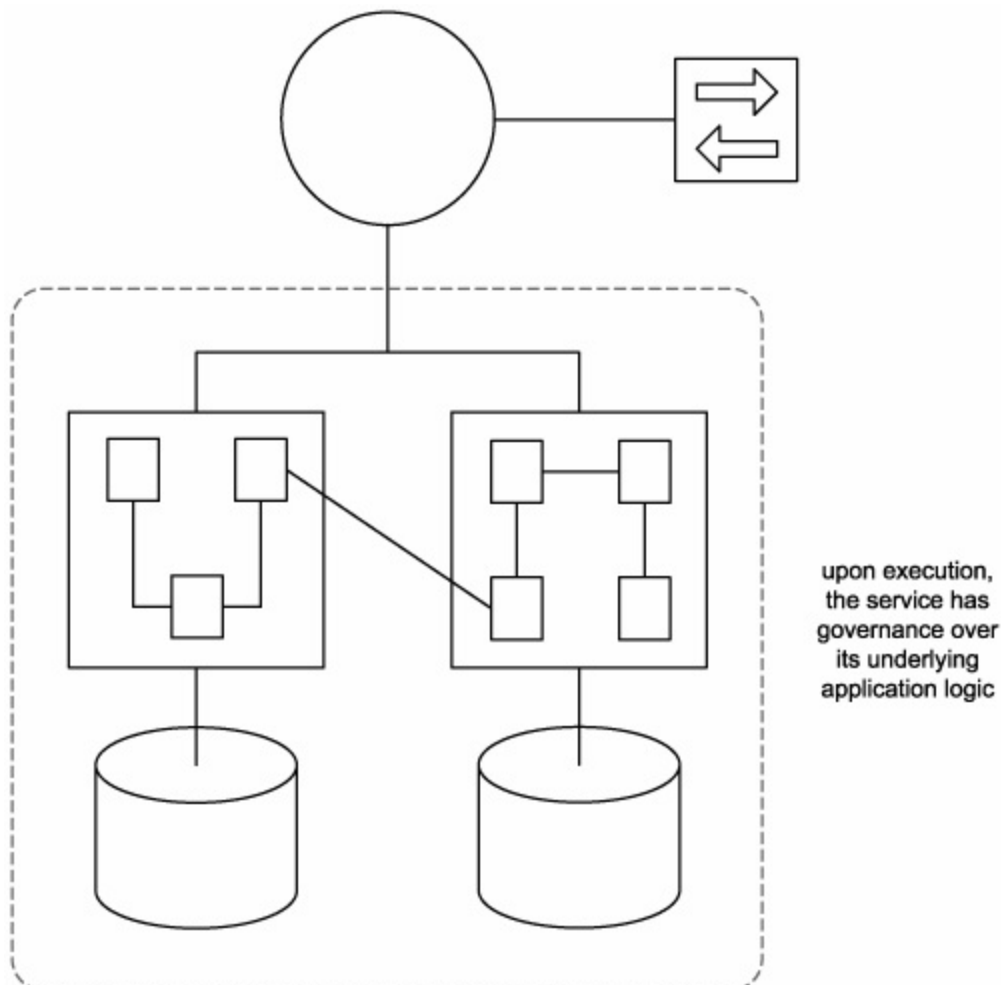 upon execution,
the service has
governance over
its underlying
application logic